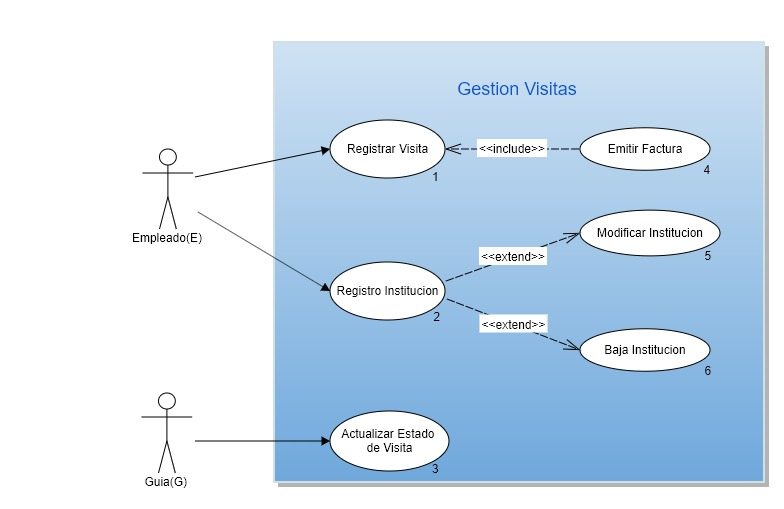 Gestion Visitas
Registrar Visita
1
<<include>>
Emitir Factura
4
Empleado(E)
Modificar Institucion
5
<<extend>>
Registro Institucion
2
<<extend>>
Baja Institucion
6
Actualizar Estado
de Visita
3
Guia(G)